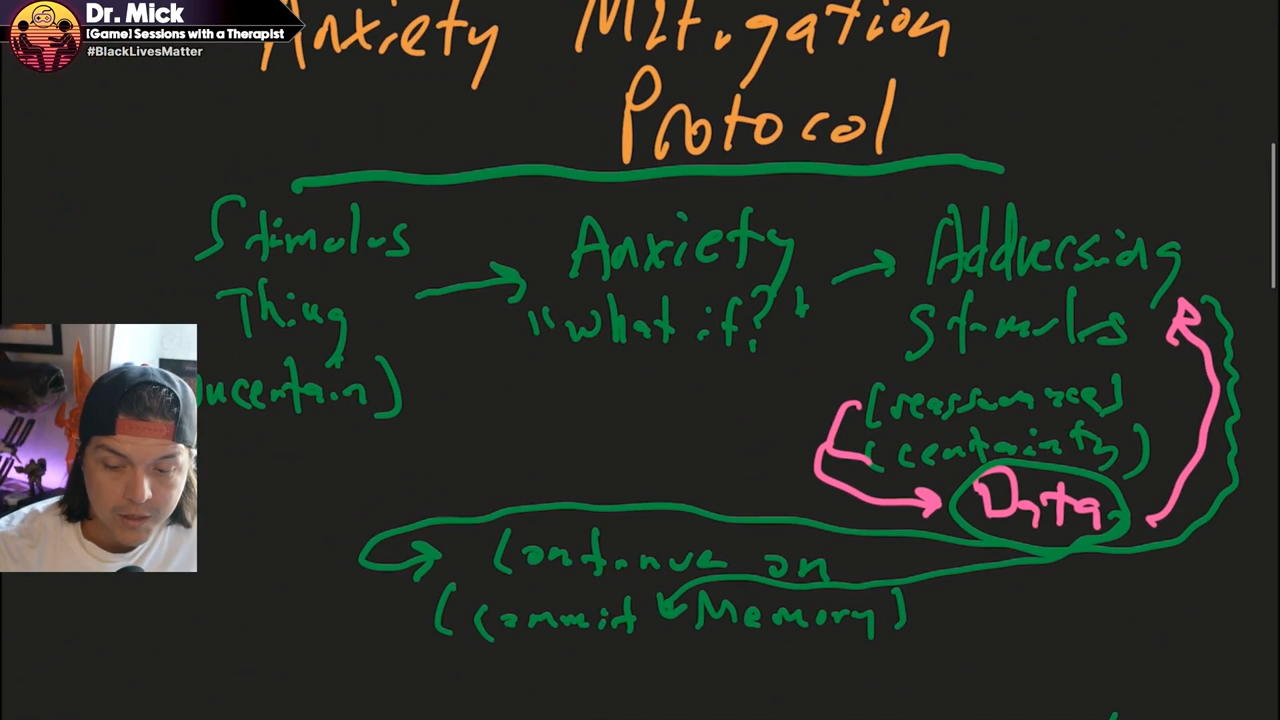 Dr. Mick
[Game] Sessions with a Therapist
#BlackLivesMatter
Anxiety Mitigation
Protocol
Stimulus
Thing
uncertain)
Anxiety
"What if?"
Addressing
Stimulus
(reassurance)
(certainty)
Data
Continue on
(Commit Memory)